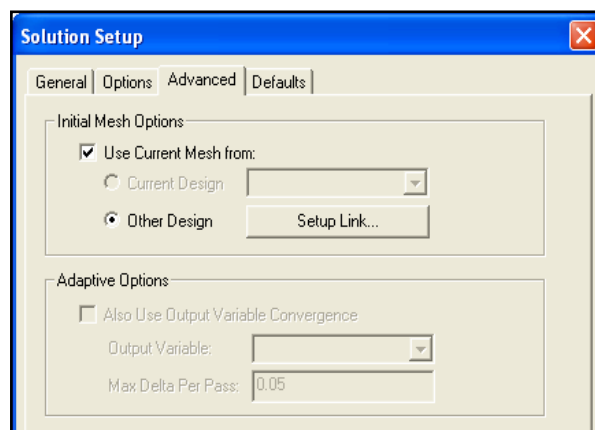 Solution Setup
General Options Advanced Defaults
Initial Mesh Options
Use Current Mesh from:
Current Design
Other Design Setup Link...
Adaptive Options
Also Use Output Variable Convergence
Output Variable:
Max Delta Per Pass: 0.05